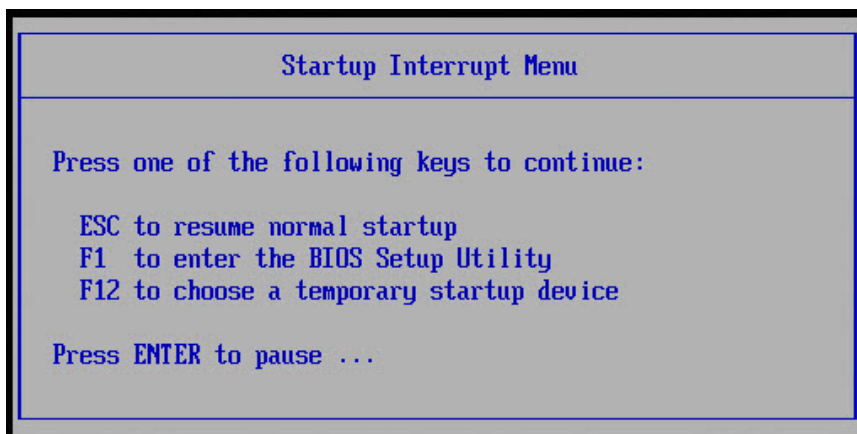 Startup Interrupt Menu
Press one of the following keys to continue:
ESC to resume normal startup
F1 to enter the BIOS Setup Utility
F12 to choose a temporary startup device
Press ENTER to pause ...